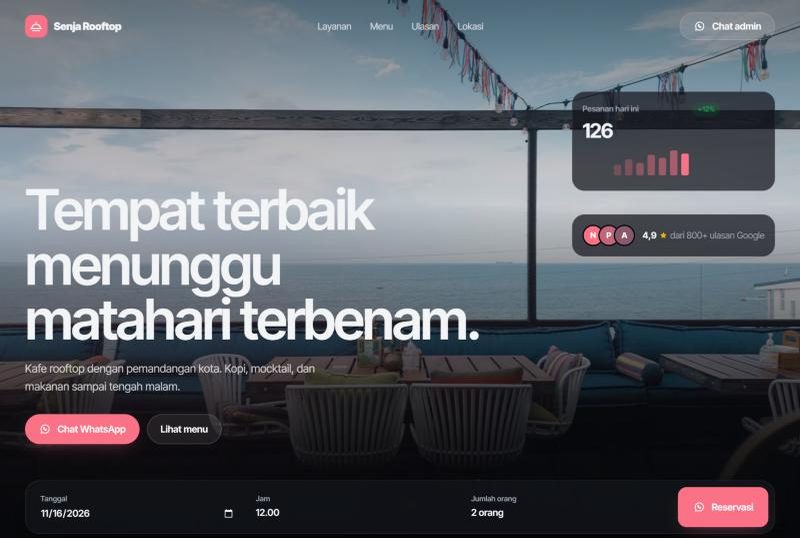 Senja Rooftop
Layanan
Menu
Ulasan
Lokasi
Chat admin
Pesanan hari ini
+12%
126
N P A 4,9 ★ dari 800+ ulasan Google
Tempat terbaik
menunggu
matahari terbenam.
Kafe rooftop dengan pemandangan kota. Kopi, mocktail, dan
makanan sampai tengah malam.
Chat WhatsApp
Lihat menu
Tanggal
11/16/2026
Jam
12.00
Jumlah orang
2 orang
Reservasi